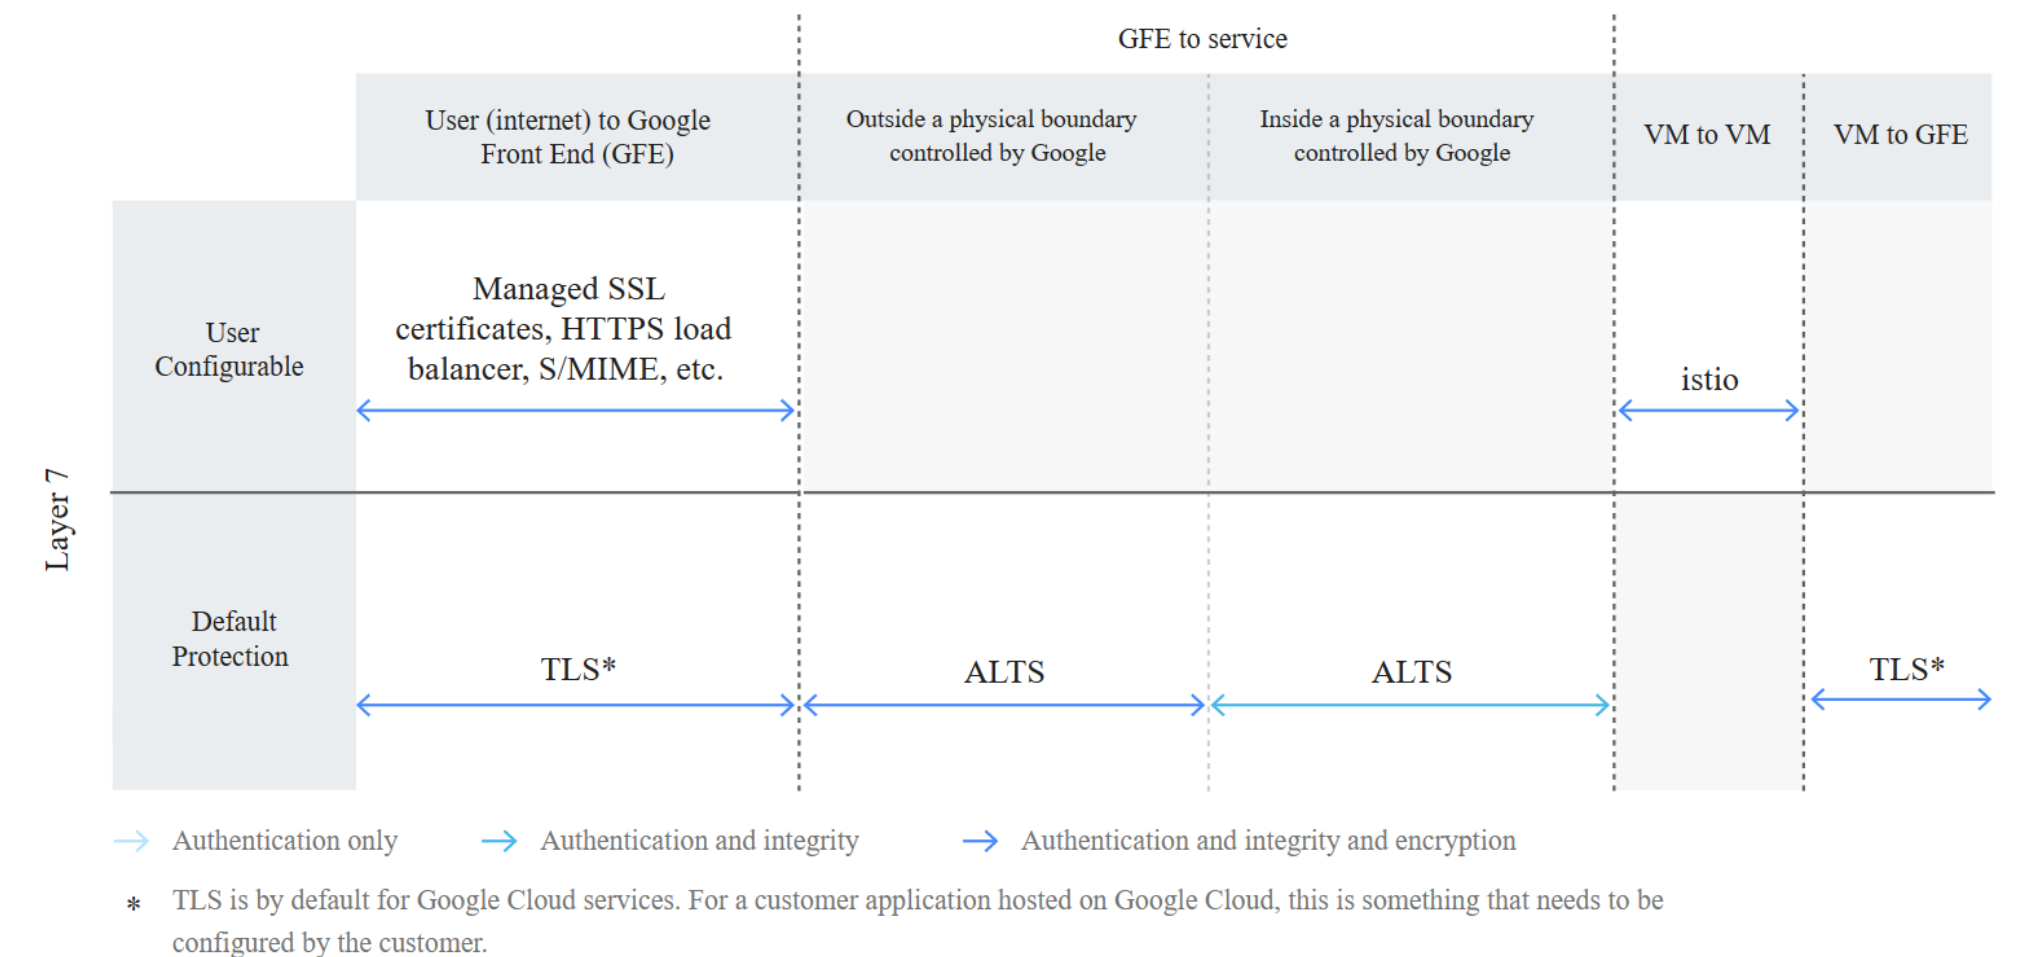 GFE to service
User (internet) to Google
Front End (GFE)
Outside a physical boundary
controlled by Google
Inside a physical boundary
controlled by Google
VM to VM
VM to GFE
Layer 7
User
Configurable
Managed SSL
certificates, HTTPS load
balancer, S/MIME, etc.
istio
Default
Protection
TLS*
ALTS
ALTS
TLS*
Authentication only
Authentication and integrity
Authentication and integrity and encryption
* TLS is by default for Google Cloud services. For a customer application hosted on Google Cloud, this is something that needs to be
configured by the customer.